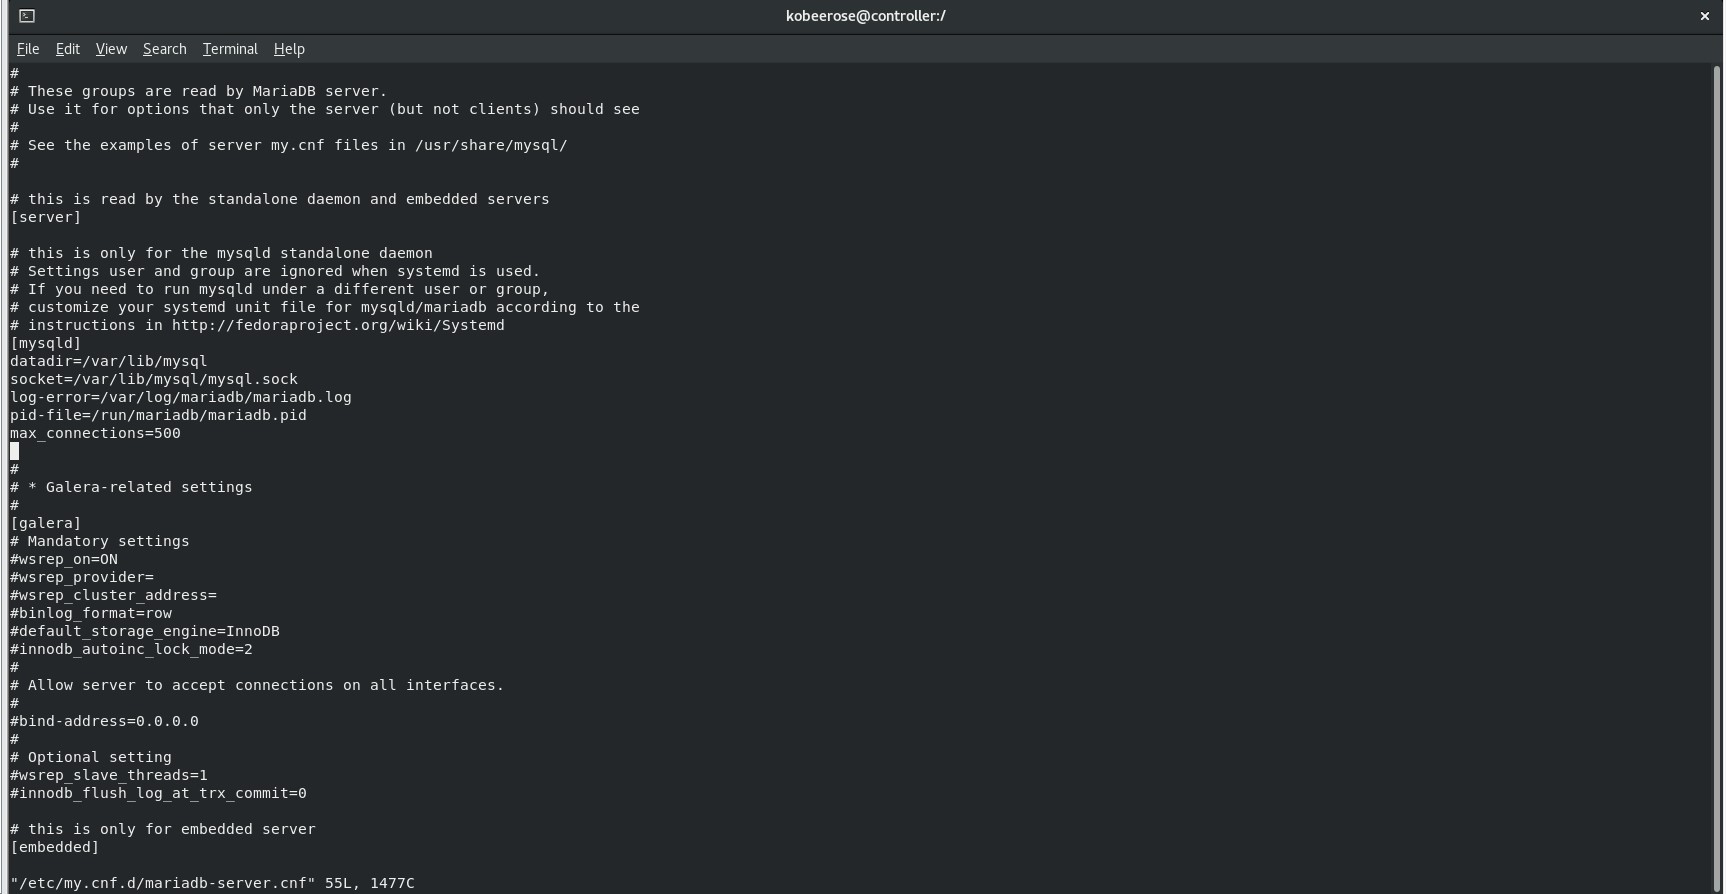 kobeerose@controller:/
File Edit View Search Terminal Help
#
# These groups are read by MariaDB server.
# Use it for options that only the server (but not clients) should see
#
# See the examples of server my.cnf files in /usr/share/mysql/
#
# this is read by the standalone daemon and embedded servers
[server]
# this is only for the mysqld standalone daemon
# Settings user and group are ignored when systemd is used.
# If you need to run mysqld under a different user or group,
# customize your systemd unit file for mysqld/mariadb according to the
# instructions in http://fedoraproject.org/wiki/Systemd
[mysqld]
datadir=/var/lib/mysql
socket=/var/lib/mysql/mysql.sock
log-error=/var/log/mariadb/mariadb.log
pid-file=/run/mariadb/mariadb.pid
max_connections=500
#
# * Galera-related settings
#
[galera]
# Mandatory settings
#wsrep_on=ON
#wsrep_provider=
#wsrep_cluster_address=
#binlog_format=row
#default_storage_engine=InnoDB
#innodb_autoinc_lock_mode=2
#
# Allow server to accept connections on all interfaces.
#
#bind-address=0.0.0.0
#
# Optional setting
#wsrep_slave_threads=1
#innodb_flush_log_at_trx_commit=0
# this is only for embedded server
[embedded]
"/etc/my.cnf.d/mariadb-server.cnf" 55L, 1477C